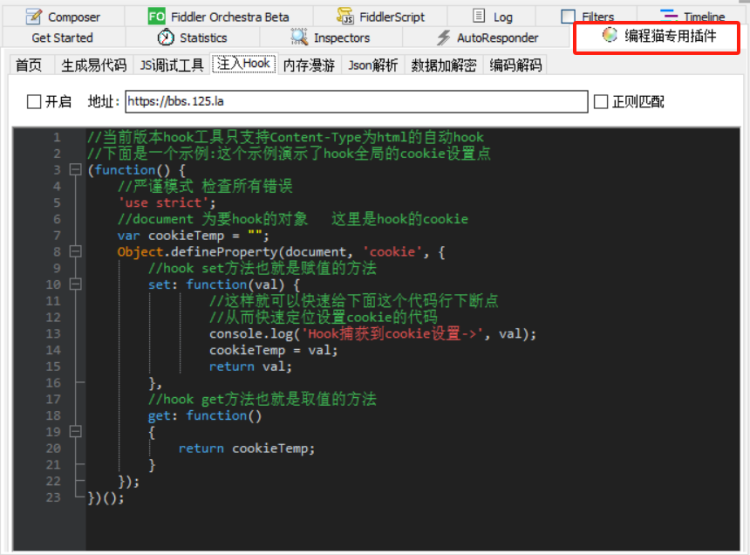 Composer FO Fiddler Orchestra Beta FiddlerScript Log Filters Timeline
Get Started Statistics Inspectors AutoResponder 编程猫专用插件
首页 生成易代码 JS调试工具 注入Hook 内存漫游 Json解析 数据加解密 编码解码
开启 地址: https://bbs.125.la 正则匹配
1 //当前版本hook工具只支持Content-Type为html的自动hook
2 //下面是一个示例:这个示例演示了hook全局的cookie设置点
3 (function() {
4 //严谨模式 检查所有错误
5 'use strict';
6 //document 为要hook的对象 这里是hook的cookie
7 var cookieTemp = "";
8 Object.defineProperty(document, 'cookie', {
9 //hook set方法也就是赋值的方法
10 set: function(val) {
11 //这样就可以快速给下面这个代码行下断点
12 //从而快速定位设置cookie的代码
13 console.log('Hook捕获到cookie设置->', val);
14 cookieTemp = val;
15 return val;
16 },
17 //hook get方法也就是取值的方法
18 get: function()
19 {
20 return cookieTemp;
21 }
22 });
23 })();